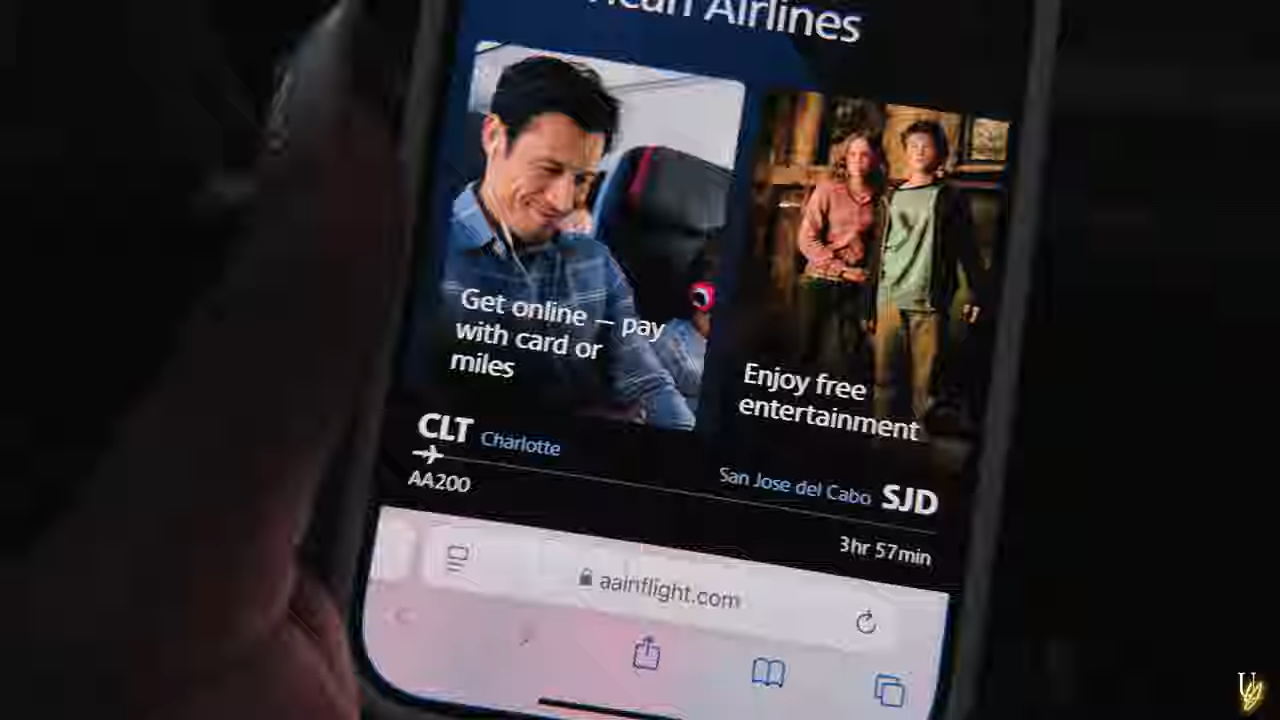 Airlines
Get online — pay
with card or
miles
Enjoy free
entertainment
CLT Charlotte
San Jose del Cabo SJD
AA200
3hr 57min
aainflight.com